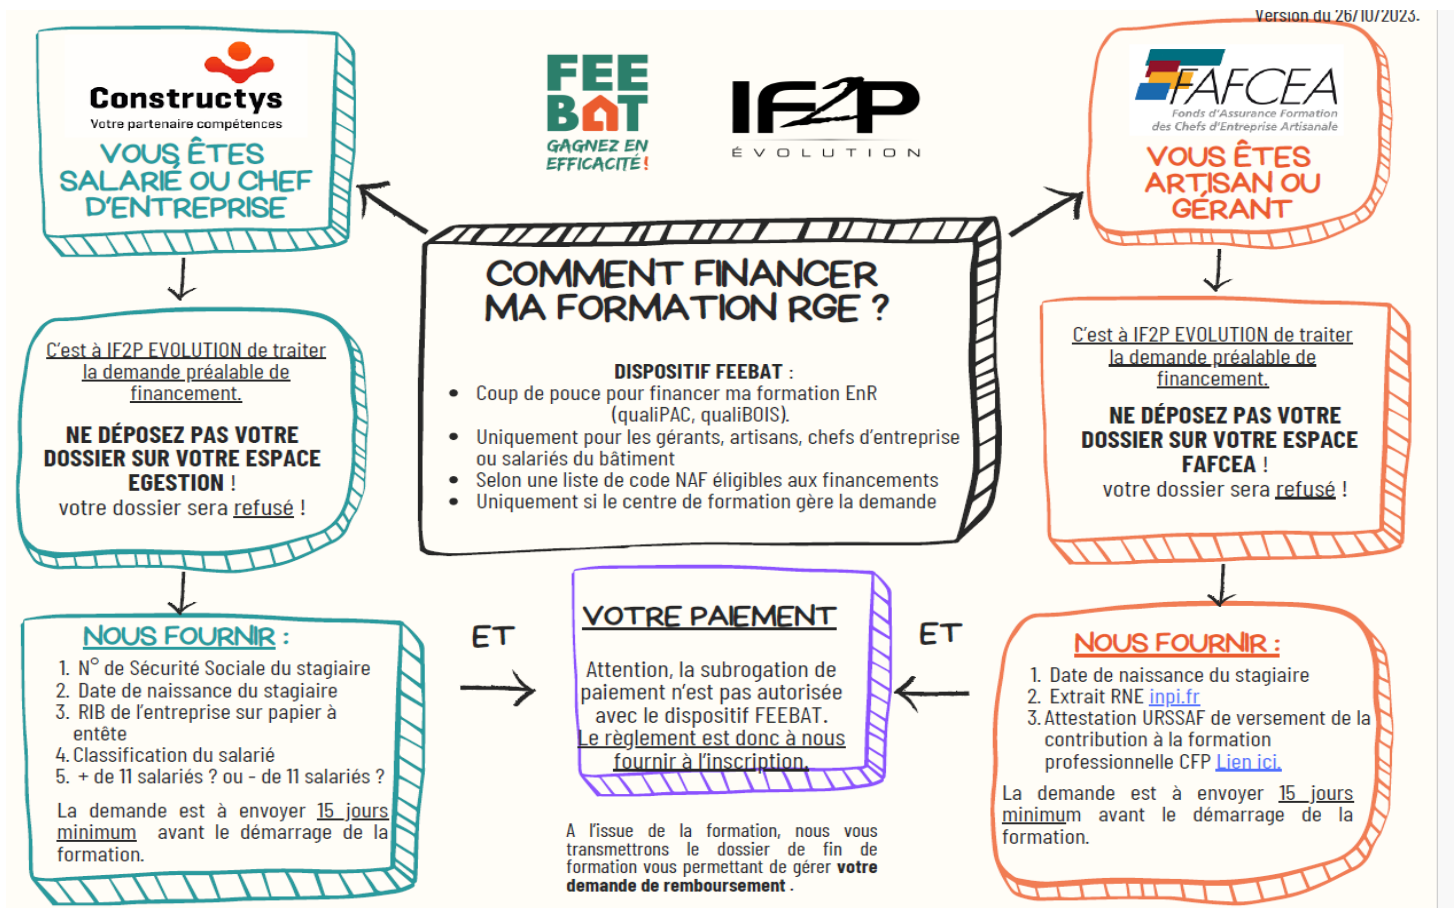 Version du 26/10/2023.
Constructys
Votre partenaire compétences
VOUS ÊTES
SALARIÉ OU CHEF
D'ENTREPRISE
FEE
BAT
GAGNEZ EN
EFFICACITÉ!
IF2P
ÉVOLUTION
FAFCEA
Fonds d'Assurance Formation
des Chefs d'Entreprise Artisanale
VOUS ÊTES
ARTISAN OU
GÉRANT
COMMENT FINANCER
MA FORMATION RGE ?
DISPOSITIF FEEBAT :
• Coup de pouce pour financer ma formation EnR
(qualiPAC, qualiBOIS).
• Uniquement pour les gérants, artisans, chefs d'entreprise
ou salariés du bâtiment
• Selon une liste de code NAF éligibles aux financements
• Uniquement si le centre de formation gère la demande
C'est à IF2P EVOLUTION de traiter
la demande préalable de
financement.
NE DÉPOSEZ PAS VOTRE
DOSSIER SUR VOTRE ESPACE
EGESTION !
votre dossier sera refusé !
C'est à IF2P EVOLUTION de traiter
la demande préalable de
financement.
NE DÉPOSEZ PAS VOTRE
DOSSIER SUR VOTRE ESPACE
FAFCEA !
votre dossier sera refusé !
NOUS FOURNIR :
1. N° de Sécurité Sociale du stagiaire
2. Date de naissance du stagiaire
3. RIB de l'entreprise sur papier à
entête
4. Classification du salarié
5. + de 11 salariés ? ou - de 11 salariés ?
La demande est à envoyer 15 jours
minimum avant le démarrage de la
formation.
ET
VOTRE PAIEMENT
Attention, la subrogation de
paiement n'est pas autorisée
avec le dispositif FEEBAT.
Le règlement est donc à nous
fournir à l'inscription.
A l'issue de la formation, nous vous
transmettrons le dossier de fin de
formation vous permettant de gérer votre
demande de remboursement .
ET
NOUS FOURNIR :
1. Date de naissance du stagiaire
2. Extrait RNE inpi.fr
3. Attestation URSSAF de versement de la
contribution à la formation
professionnelle CFP Lien ici.
La demande est à envoyer 15 jours
minimum avant le démarrage de la
formation.